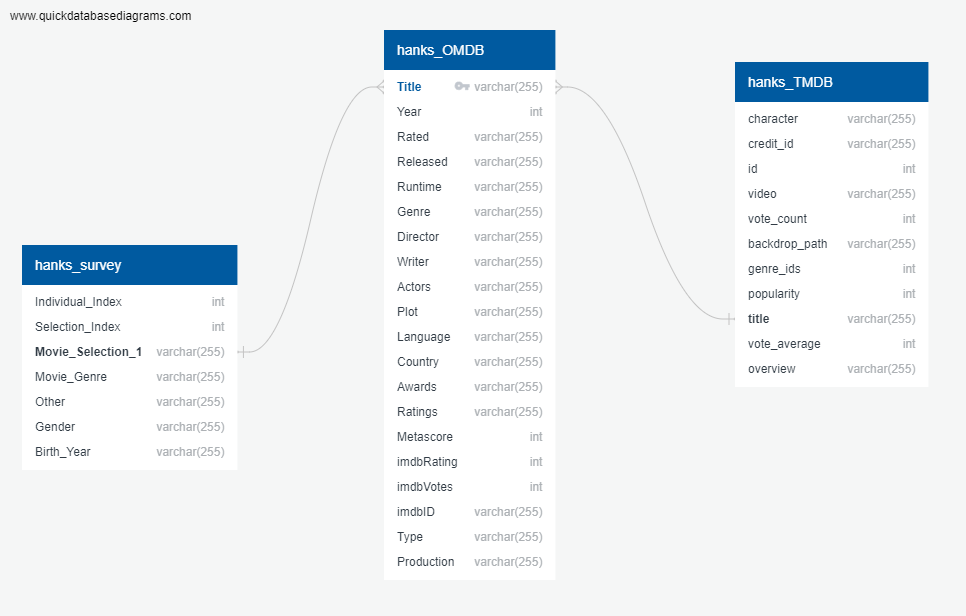 www.quickdatabasediagrams.com
hanks_OMDB
Title varchar(255)
Year int
Rated varchar(255)
Released varchar(255)
Runtime varchar(255)
Genre varchar(255)
Director varchar(255)
Writer varchar(255)
Actors varchar(255)
Plot varchar(255)
Language varchar(255)
Country varchar(255)
Awards varchar(255)
Ratings varchar(255)
Metascore int
imdbRating int
imdbVotes int
imdbID varchar(255)
Type varchar(255)
Production varchar(255)
hanks_TMDB
character varchar(255)
credit_id varchar(255)
id int
video varchar(255)
vote_count int
backdrop_path varchar(255)
genre_ids int
popularity int
title varchar(255)
vote_average int
overview varchar(255)
hanks_survey
Individual_Index int
Selection_Index int
Movie_Selection_1 varchar(255)
Movie_Genre varchar(255)
Other varchar(255)
Gender varchar(255)
Birth_Year varchar(255)